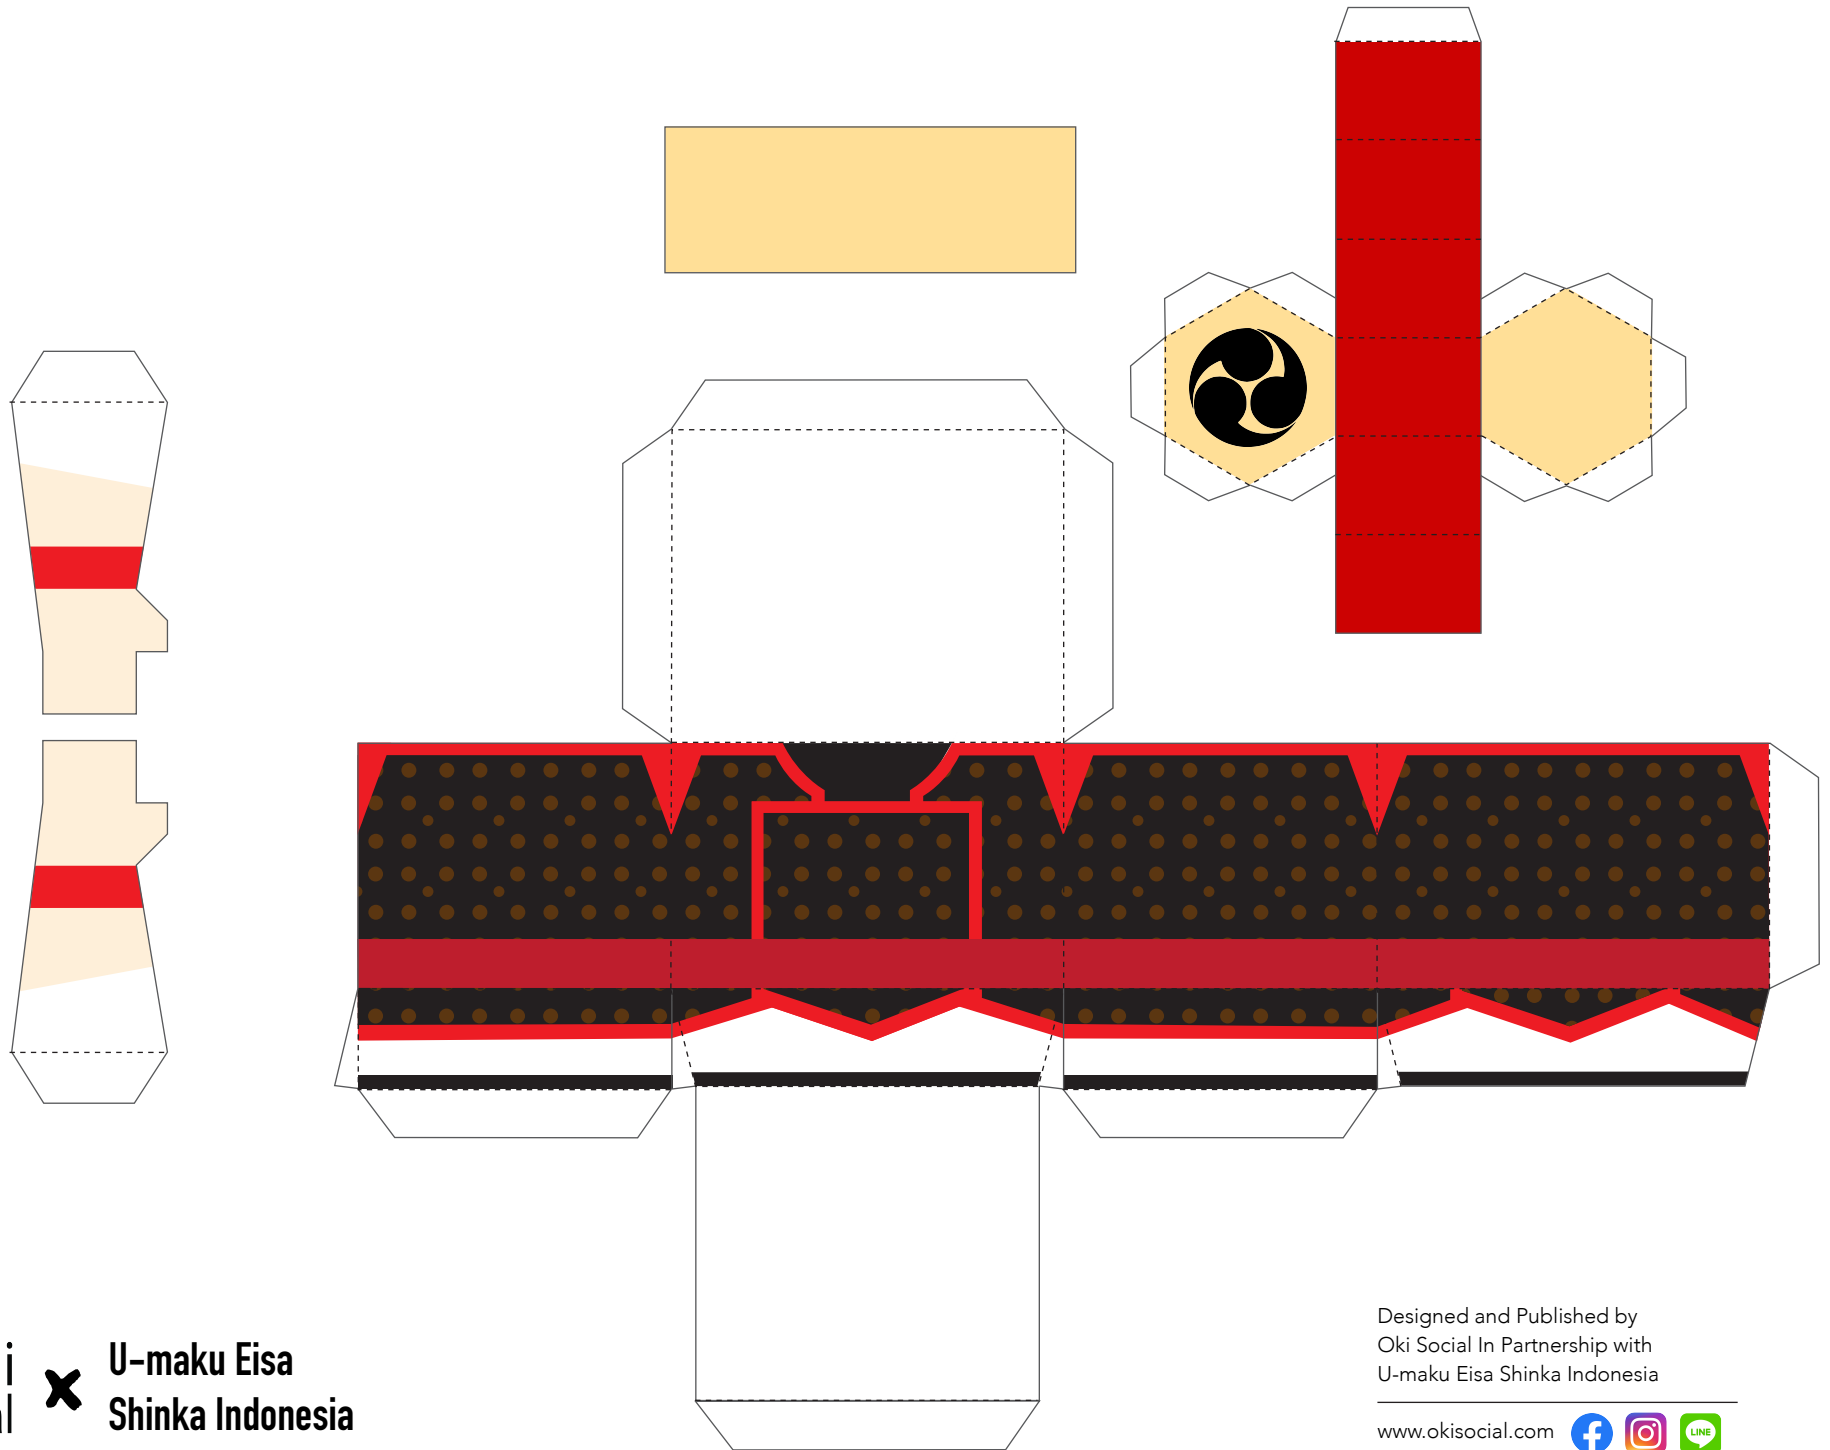 U-maku Eisa
Shinka Indonesia
Designed and Published by
Oki Social In Partnership with
U-maku Eisa Shinka Indonesia
www.okisocial.com
LINE